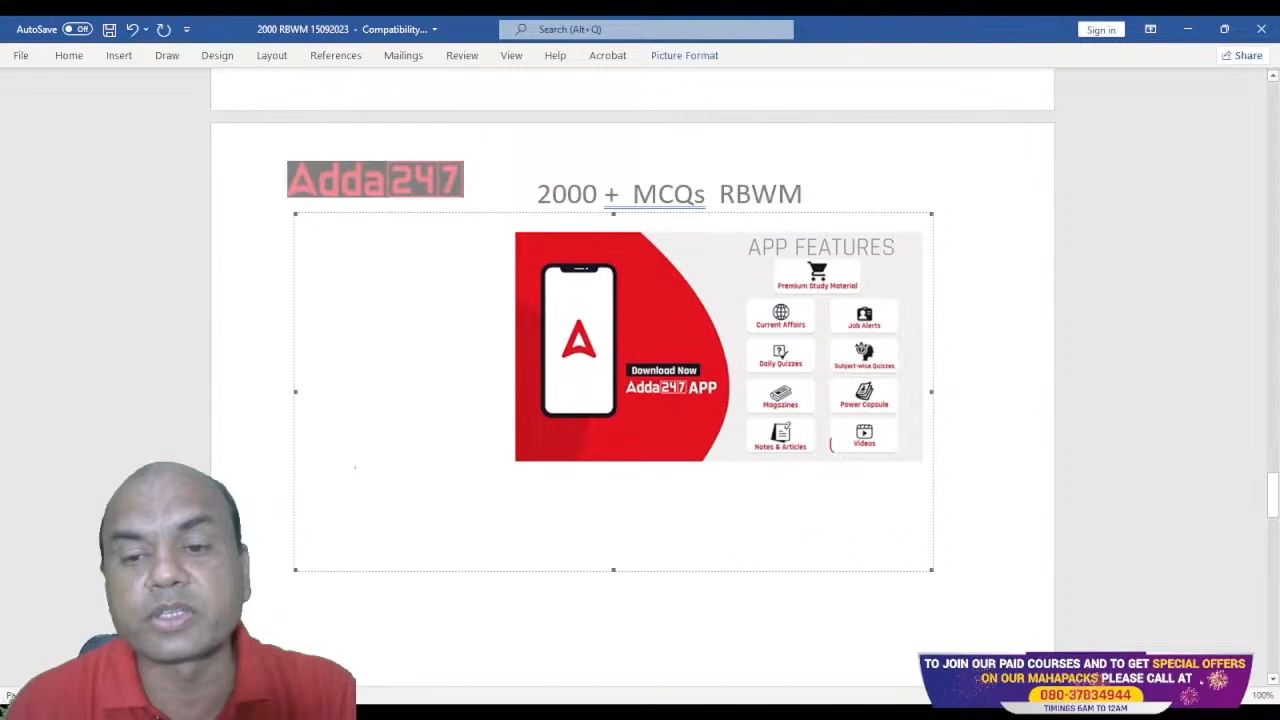 AutoSave Off 2000 RBWM 15092023 - Compatibility... Search (Alt+Q) Sign in
File Home Insert Draw Design Layout References Mailings Review View Help Acrobat Picture Format Share
Adda247
2000 + MCQs RBWM
APP FEATURES
Premium Study Material
Current Affairs Job Alerts
Daily Quizzes Subject-wise Quizzes
Download Now
Adda247 APP
Magazines Power Capsule
Notes & Articles Videos
TO JOIN OUR PAID COURSES AND TO GET SPECIAL OFFERS
ON OUR MAHAPACKS PLEASE CALL AT
080-37834944
TIMINGS 6AM TO 12AM
100%